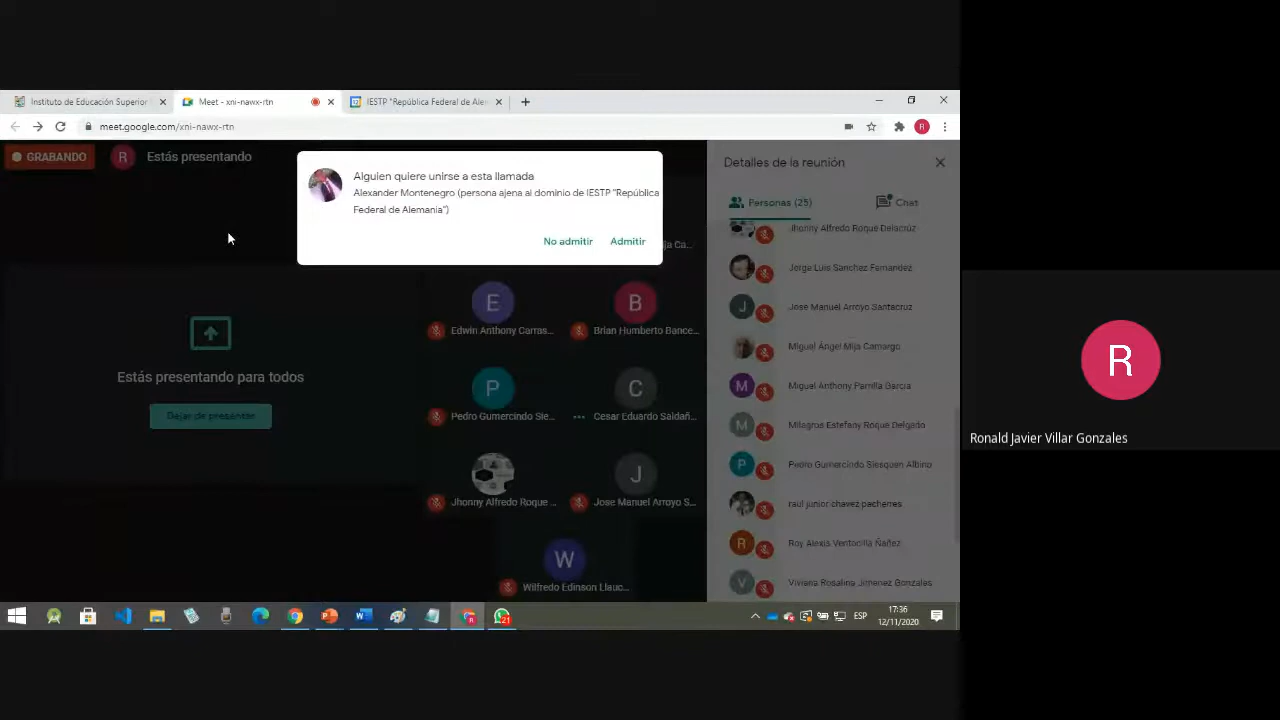 Instituto de Educación Superior
Meet - xni-nawx-rtn
IESTP "República Federal de Alem
meet.google.com/xni-nawx-rtn
R
GRABANDO
R
Estás presentando
Alguien quiere unirse a esta llamada
Alexander Montenegro (persona ajena al dominio de IESTP "República
Federal de Alemania")
No admitir
Admitir
ija Ca...
Estás presentando para todos
Dejar de presentar
E
Edwin Anthony Carras...
B
Brian Humberto Bance...
P
Pedro Gumercindo Sie...
C
Cesar Eduardo Saldañ...
Jhonny Alfredo Roque ...
J
Jose Manuel Arroyo S...
W
Wilfredo Edinson Llauc...
Detalles de la reunión
Personas (25)
Chat
Jhonny Alfredo Roque Delacruz
Jorge Luis Sanchez Fernandez
J
Jose Manuel Arroyo Santacruz
Miguel Ángel Mija Camargo
M
Miguel Anthony Parrilla Garcia
M
Milagros Estefany Roque Delgado
P
Pedro Gumercindo Siesquen Albino
raul junior chavez pacherres
R
Roy Alexis Ventocilla Ñañez
V
Viviana Rosalina Jimenez Gonzales
21
ESP
17:36
12/11/2020
R
Ronald Javier Villar Gonzales